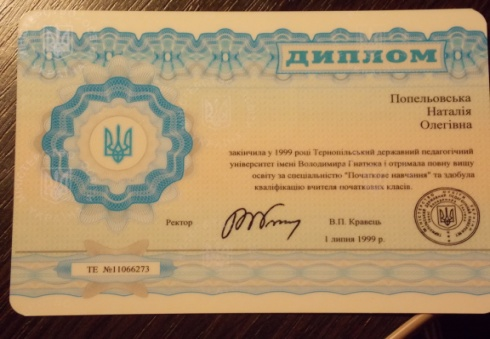 ДИПЛОМ
Попельовська
Наталія
Олегівна
закінчила у 1999 році Тернопільський державний педагогічний
університет імені Володимира Гнатюка і отримала повну вищу
освіту за спеціальністю "Початкове навчання" та здобула
кваліфікацію вчителя початкових класів.
Ректор
В.П. Кравець
1 липня 1999 р.
ТЕ №11066273